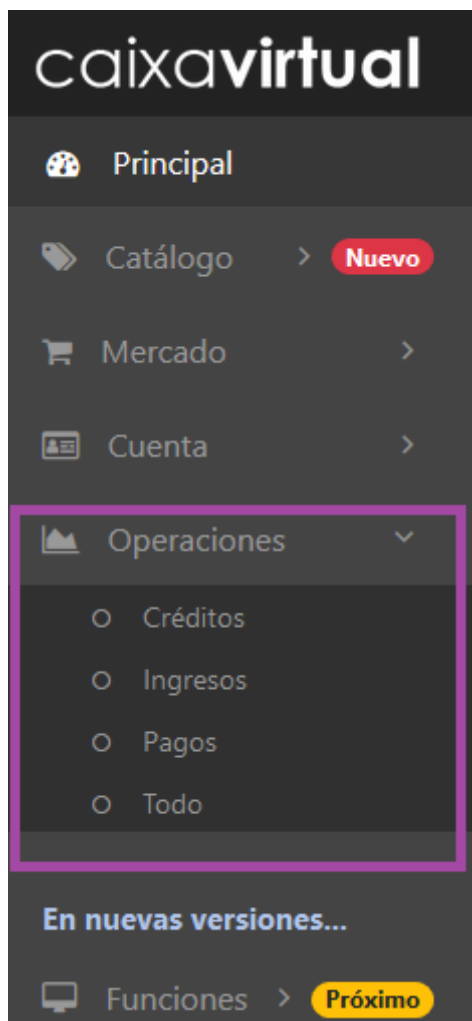 caixavirtual
Principal
Catálogo Nuevo
Mercado
Cuenta
Operaciones
Créditos
Ingresos
Pagos
Todo
En nuevas versiones...
Funciones Próximo